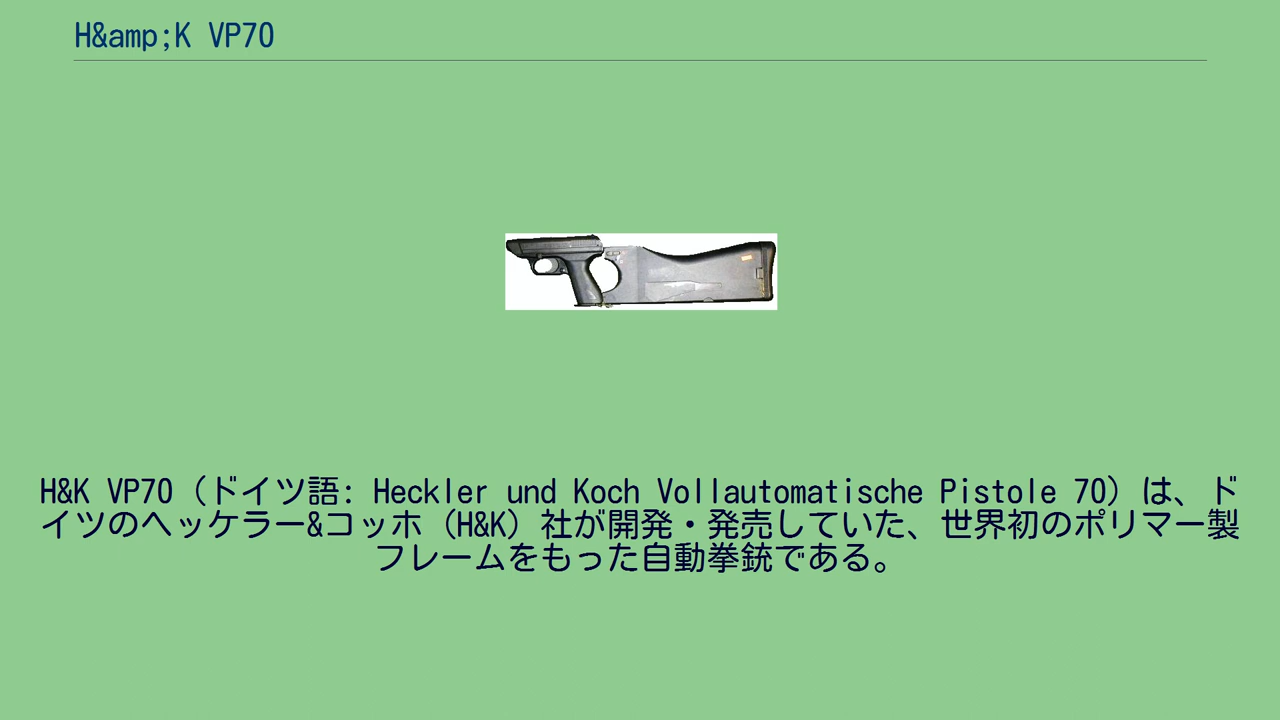 H&amp;K VP70
H&K VP70（ドイツ語: Heckler und Koch Vollautomatische Pistole 70）は、ド
イツのヘッケラー&コッホ（H&K）社が開発・発売していた、世界初のポリマー製
フレームをもった自動拳銃である。